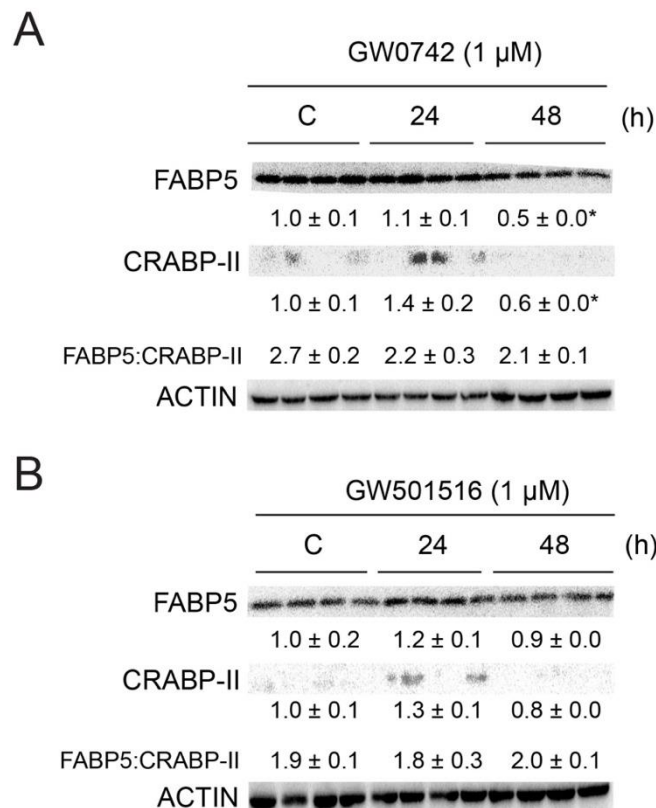 A
GW0742 (1 µM)
C 24 48 (h)
FABP5
1.0 ± 0.1 1.1 ± 0.1 0.5 ± 0.0*
CRABP-II
1.0 ± 0.1 1.4 ± 0.2 0.6 ± 0.0*
FABP5:CRABP-II 2.7 ± 0.2 2.2 ± 0.3 2.1 ± 0.1
ACTIN
B
GW501516 (1 µM)
C 24 48 (h)
FABP5
1.0 ± 0.2 1.2 ± 0.1 0.9 ± 0.0
CRABP-II
1.0 ± 0.1 1.3 ± 0.1 0.8 ± 0.0
FABP5:CRABP-II 1.9 ± 0.1 1.8 ± 0.3 2.0 ± 0.1
ACTIN